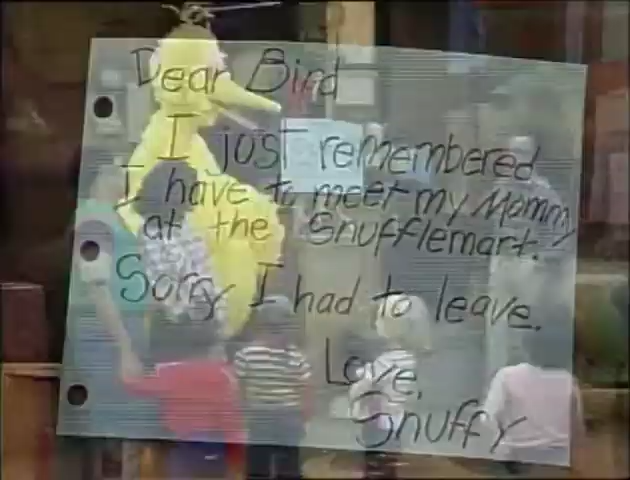 Dear Bird
I just remembered
I have to meet my Mommy
at the Snufflemart.
Sorry I had to leave.
Love,
Snuffy